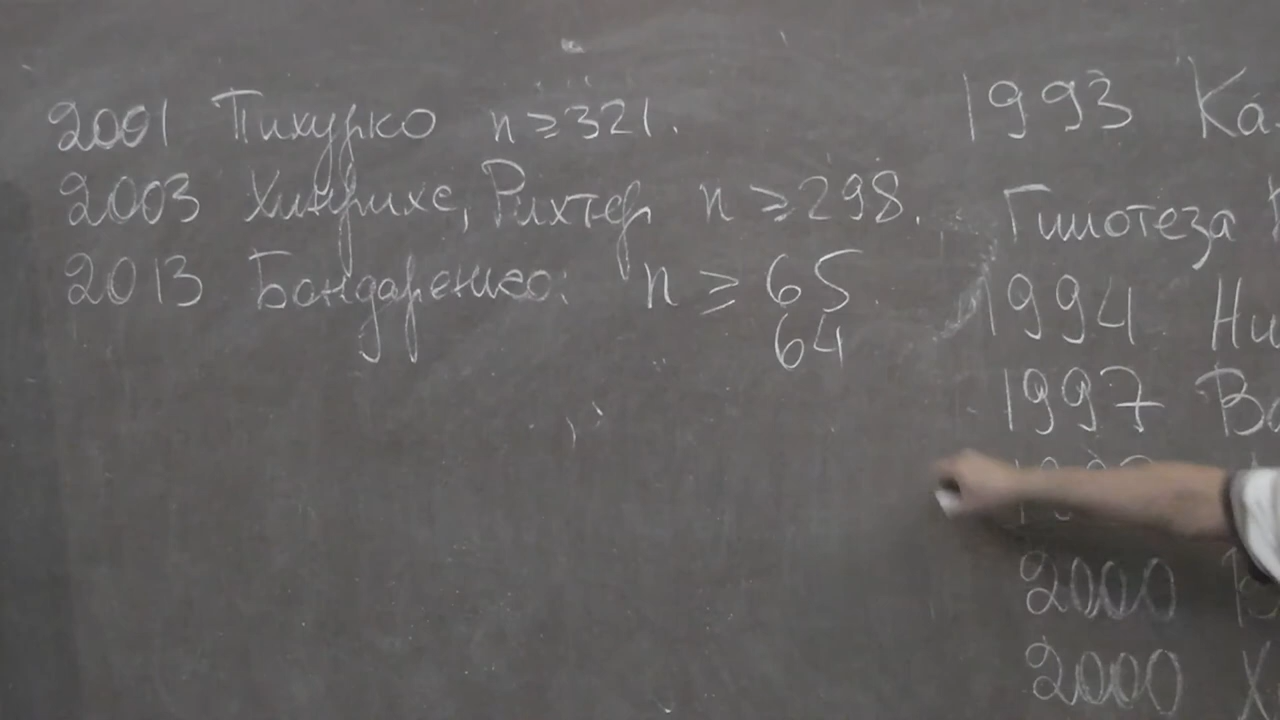 2001 Пихурко n ≥ 321.
2003 Хинрихс, Рихтер n ≥ 298.
2013 Бондаренко: n ≥ 65.
64
1993 Ка
Гипотеза
1994 Ни
1997 Во
2000
2000 Х